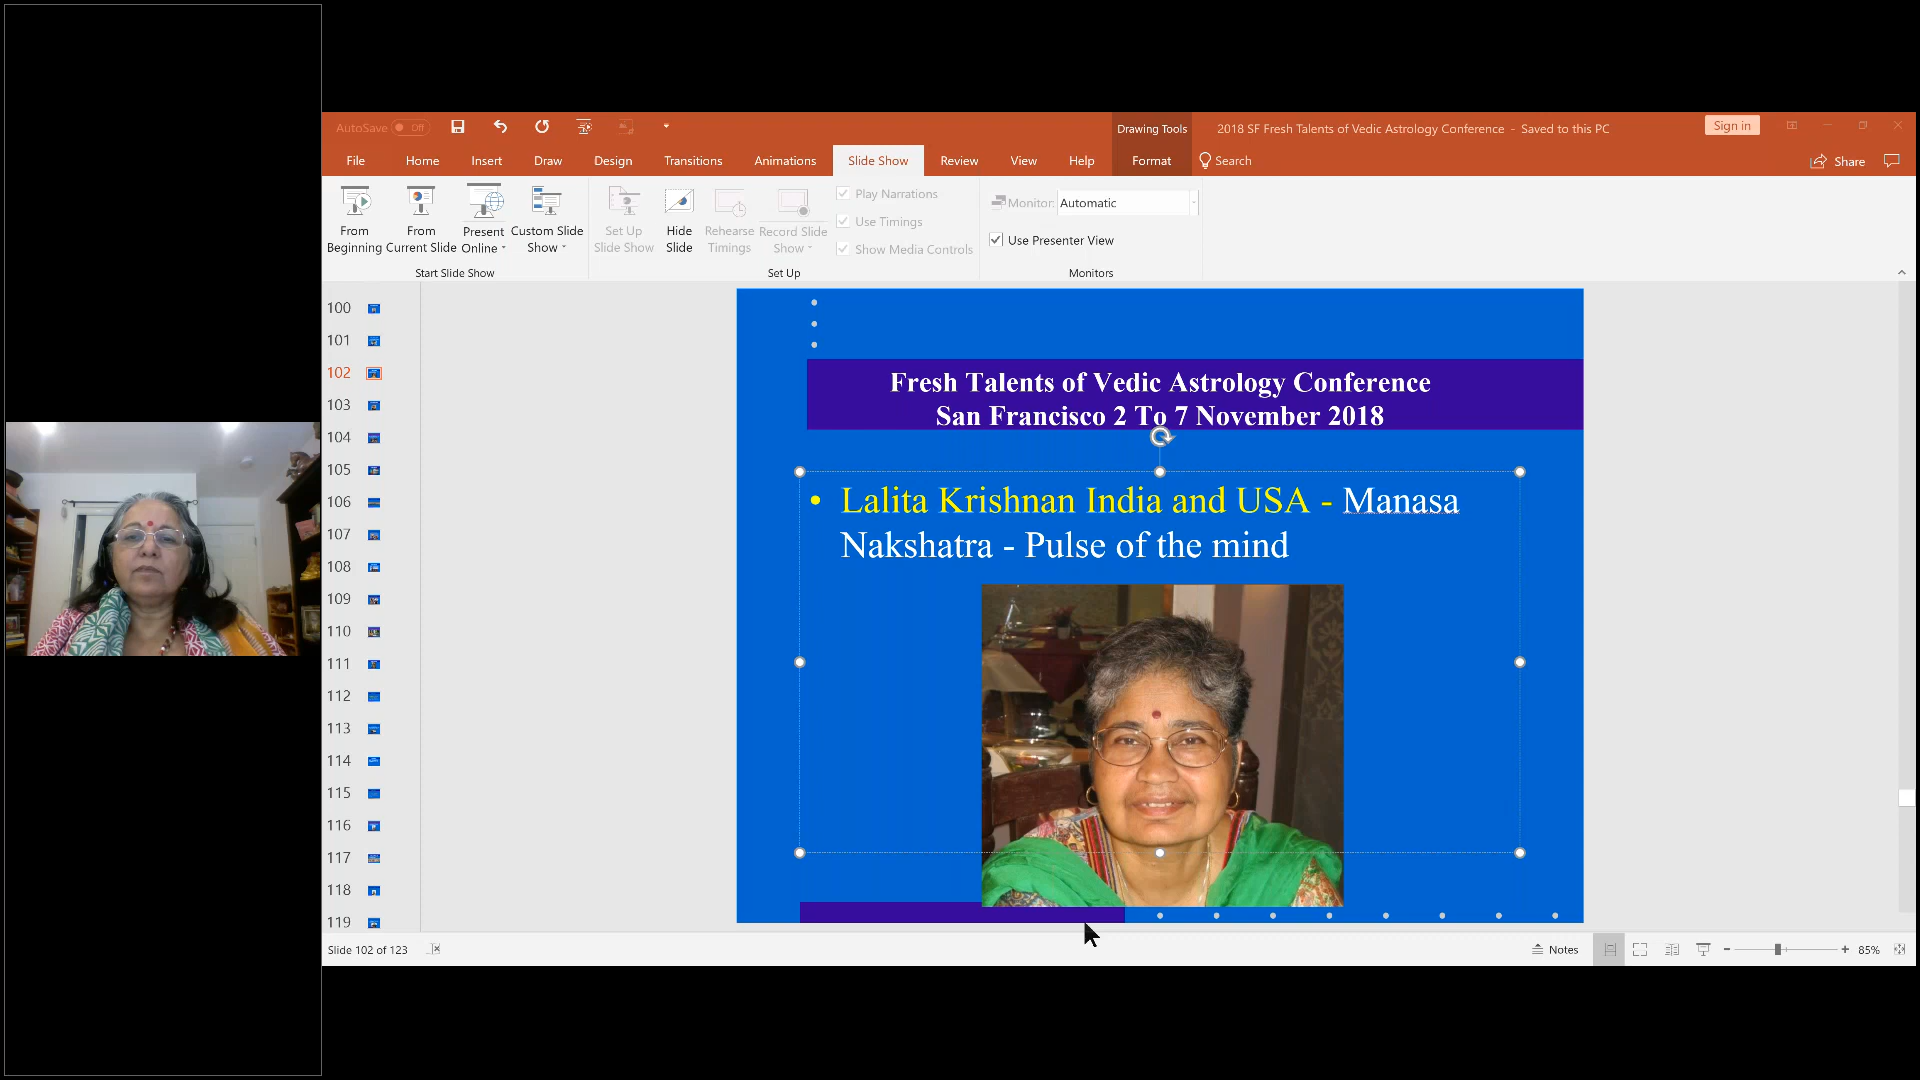 AutoSave Off
Drawing Tools
2018 SF Fresh Talents of Vedic Astrology Conference - Saved to this PC
Sign in
File Home Insert Draw Design Transitions Animations Slide Show Review View Help Format Search
Share
From Beginning
From Current Slide
Present Online
Custom Slide Show
Start Slide Show
Set Up Slide Show
Hide Slide
Rehearse Timings
Record Slide Show
Play Narrations
Use Timings
Show Media Controls
Set Up
Monitor: Automatic
Use Presenter View
Monitors
100
101
102
103
104
105
106
107
108
109
110
111
112
113
114
115
116
117
118
119
Fresh Talents of Vedic Astrology Conference
San Francisco 2 To 7 November 2018
• Lalita Krishnan India and USA - Manasa
Nakshatra - Pulse of the mind
Slide 102 of 123
Notes
85%